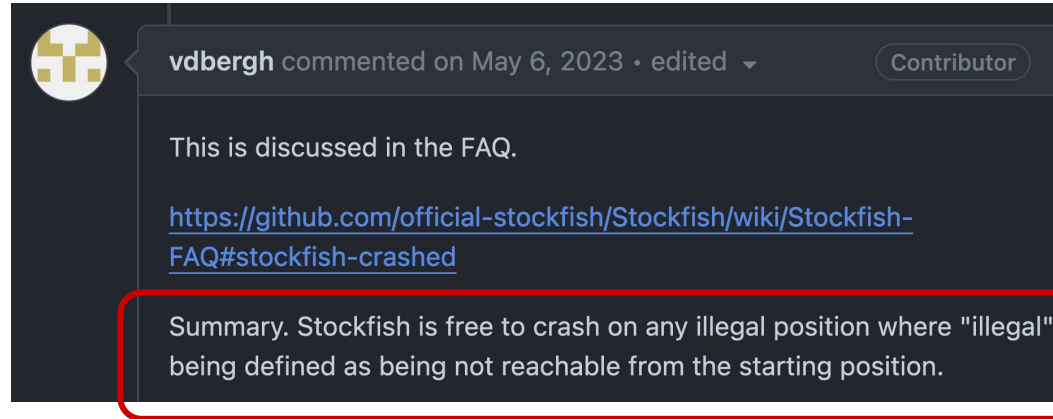 vdbergh commented on May 6, 2023 • edited
Contributor
This is discussed in the FAQ.
https://github.com/official-stockfish/Stockfish/wiki/Stockfish-
FAQ#stockfish-crashed
Summary. Stockfish is free to crash on any illegal position where "illegal"
being defined as being not reachable from the starting position.